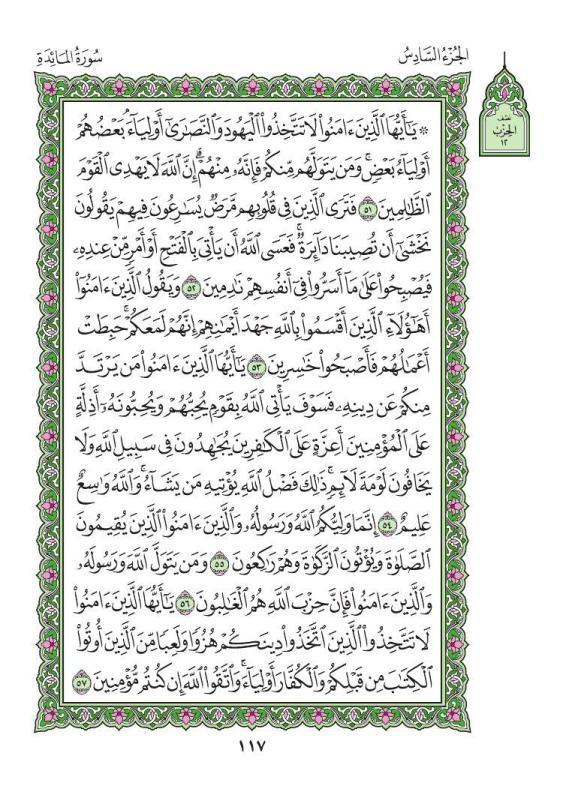 الجُزْءُ السَّادِسُ
سُورَةُ المَائِدَةِ
نصف
الحزب
١٢
۞ يَٰٓأَيُّهَا ٱلَّذِينَ ءَامَنُوا۟ لَا تَتَّخِذُوا۟ ٱلْيَهُودَ وَٱلنَّصَٰرَىٰٓ أَوْلِيَآءَ ۘ بَعْضُهُمْ
أَوْلِيَآءُ بَعْضٍ ۚ وَمَن يَتَوَلَّهُم مِّنكُمْ فَإِنَّهُۥ مِنْهُمْ ۗ إِنَّ ٱللَّهَ لَا يَهْدِى ٱلْقَوْمَ
ٱلظَّٰلِمِينَ ٥١ فَتَرَى ٱلَّذِينَ فِى قُلُوبِهِم مَّرَضٌ يُسَٰرِعُونَ فِيهِمْ يَقُولُونَ
نَخْشَىٰٓ أَن تُصِيبَنَا دَآئِرَةٌ ۚ فَعَسَى ٱللَّهُ أَن يَأْتِىَ بِٱلْفَتْحِ أَوْ أَمْرٍ مِّنْ عِندِهِۦ
فَيُصْبِحُوا۟ عَلَىٰ مَآ أَسَرُّوا۟ فِىٓ أَنفُسِهِمْ نَٰدِمِينَ ٥٢ وَيَقُولُ ٱلَّذِينَ ءَامَنُوٓا۟
أَهَٰٓؤُلَآءِ ٱلَّذِينَ أَقْسَمُوا۟ بِٱللَّهِ جَهْدَ أَيْمَٰنِهِمْ إِنَّهُمْ لَمَعَكُمْ ۚ حَبِطَتْ
أَعْمَٰلُهُمْ فَأَصْبَحُوا۟ خَٰسِرِينَ ٥٣ يَٰٓأَيُّهَا ٱلَّذِينَ ءَامَنُوا۟ مَن يَرْتَدَّ
مِنكُمْ عَن دِينِهِۦ فَسَوْفَ يَأْتِى ٱللَّهُ بِقَوْمٍ يُحِبُّهُمْ وَيُحِبُّونَهُۥٓ أَذِلَّةٍ
عَلَى ٱلْمُؤْمِنِينَ أَعِزَّةٍ عَلَى ٱلْكَٰفِرِينَ يُجَٰهِدُونَ فِى سَبِيلِ ٱللَّهِ وَلَا
يَخَافُونَ لَوْمَةَ لَآئِمٍ ۚ ذَٰلِكَ فَضْلُ ٱللَّهِ يُؤْتِيهِ مَن يَشَآءُ ۚ وَٱللَّهُ وَٰسِعٌ
عَلِيمٌ ٥٤ إِنَّمَا وَلِيُّكُمُ ٱللَّهُ وَرَسُولُهُۥ وَٱلَّذِينَ ءَامَنُوا۟ ٱلَّذِينَ يُقِيمُونَ
ٱلصَّلَوٰةَ وَيُؤْتُونَ ٱلزَّكَوٰةَ وَهُمْ رَٰكِعُونَ ٥٥ وَمَن يَتَوَلَّ ٱللَّهَ وَرَسُولَهُۥ
وَٱلَّذِينَ ءَامَنُوا۟ فَإِنَّ حِزْبَ ٱللَّهِ هُمُ ٱلْغَٰلِبُونَ ٥٦ يَٰٓأَيُّهَا ٱلَّذِينَ ءَامَنُوا۟
لَا تَتَّخِذُوا۟ ٱلَّذِينَ ٱتَّخَذُوا۟ دِينَكُمْ هُزُوًا وَلَعِبًا مِّنَ ٱلَّذِينَ أُوتُوا۟
ٱلْكِتَٰبَ مِن قَبْلِكُمْ وَٱلْكُفَّارَ أَوْلِيَآءَ ۚ وَٱتَّقُوا۟ ٱللَّهَ إِن كُنتُم مُّؤْمِنِينَ ٥٧
١١٧